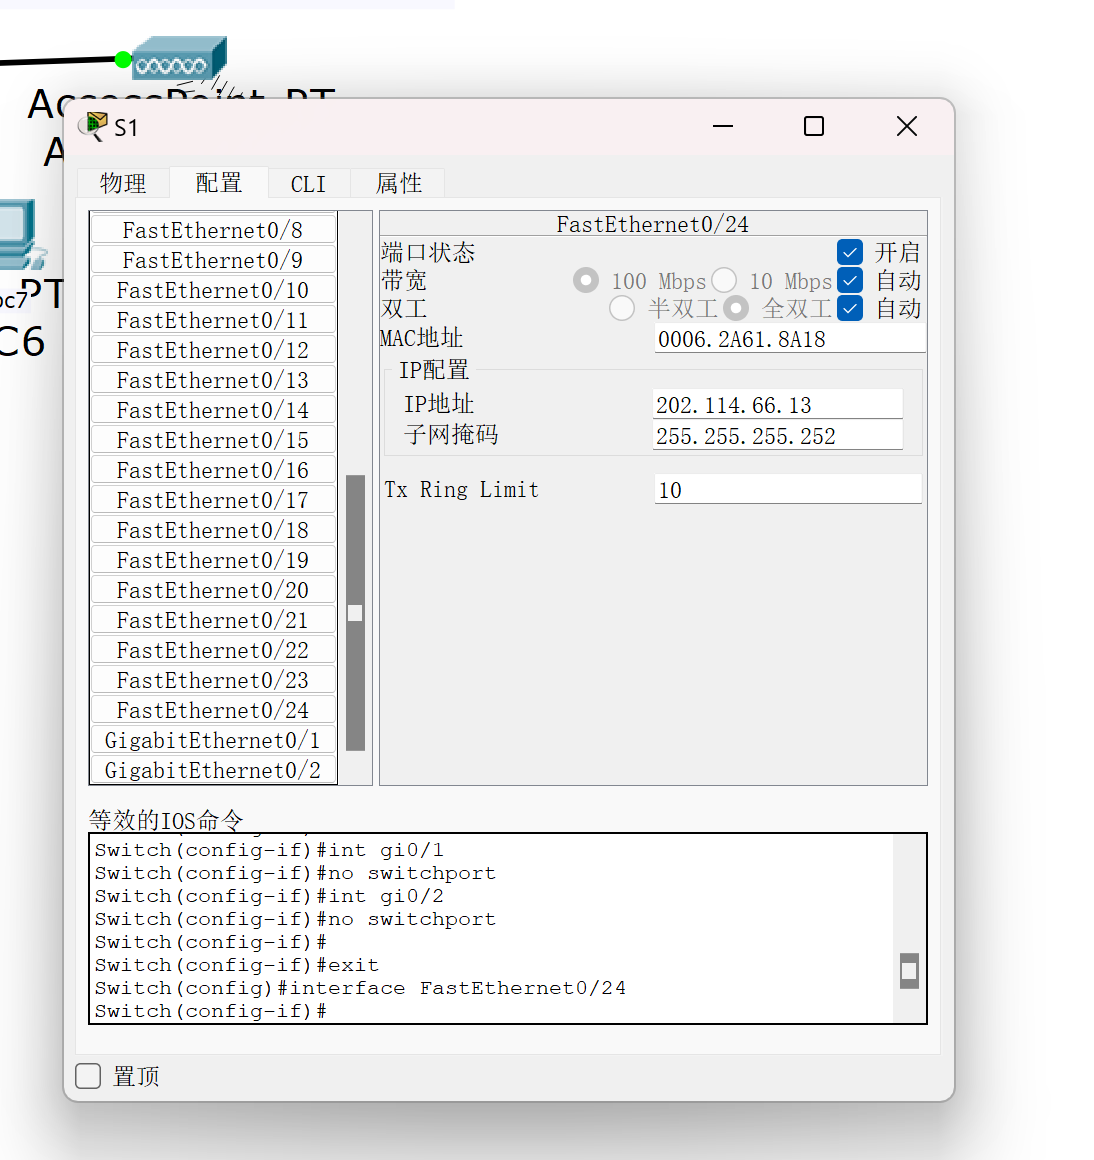 S1
物理 配置 CLI 属性
pc7
PT
C6
FastEthernet0/8
FastEthernet0/9
FastEthernet0/10
FastEthernet0/11
FastEthernet0/12
FastEthernet0/13
FastEthernet0/14
FastEthernet0/15
FastEthernet0/16
FastEthernet0/17
FastEthernet0/18
FastEthernet0/19
FastEthernet0/20
FastEthernet0/21
FastEthernet0/22
FastEthernet0/23
FastEthernet0/24
GigabitEthernet0/1
GigabitEthernet0/2
FastEthernet0/24
端口状态 开启
带宽 100 Mbps 10 Mbps 自动
双工 半双工 全双工 自动
MAC地址 0006.2A61.8A18
IP配置
IP地址 202.114.66.13
子网掩码 255.255.255.252
Tx Ring Limit 10
等效的IOS命令
Switch(config-if)#int gi0/1
Switch(config-if)#no switchport
Switch(config-if)#int gi0/2
Switch(config-if)#no switchport
Switch(config-if)#
Switch(config-if)#exit
Switch(config)#interface FastEthernet0/24
Switch(config-if)#
置顶